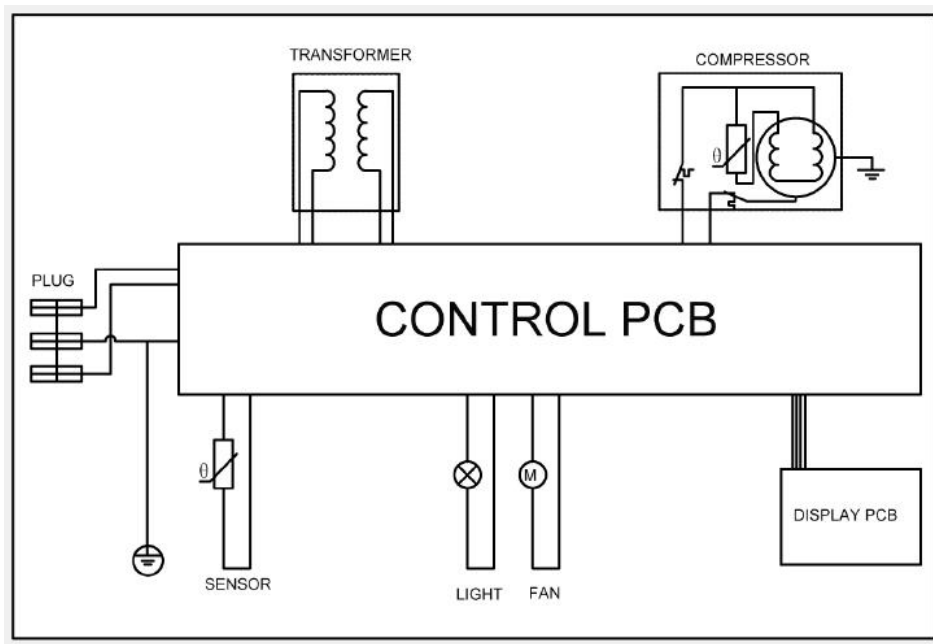 TRANSFORMER
COMPRESSOR
θ
PLUG
CONTROL PCB
θ
M
DISPLAY PCB
SENSOR
LIGHT
FAN